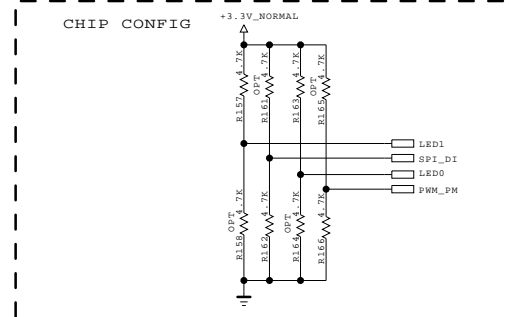 CHIP CONFIG
+3.3V_NORMAL
R157 4.7K
R161 OPT 4.7K
R163 4.7K
R165 OPT 4.7K
LED1
SPI_DI
LED0
PWM_PM
R158 OPT 4.7K
R162 4.7K
R164 OPT 4.7K
R166 4.7K